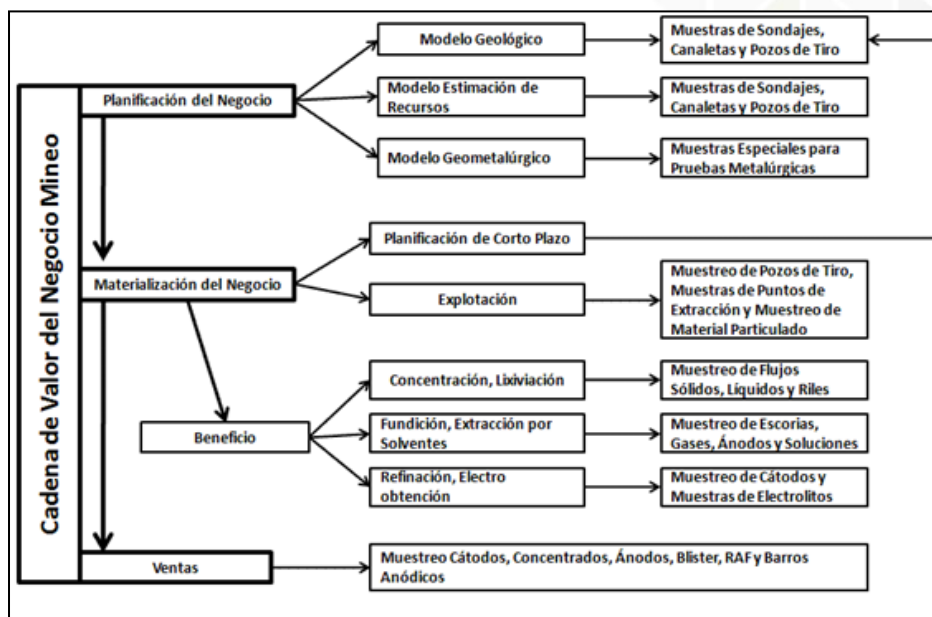 Cadena de Valor del Negocio Mineo
Planificación del Negocio
Modelo Geológico
Muestras de Sondajes,
Canaletas y Pozos de Tiro
Modelo Estimación de
Recursos
Muestras de Sondajes,
Canaletas y Pozos de Tiro
Modelo Geometalúrgico
Muestras Especiales para
Pruebas Metalúrgicas
Materialización del Negocio
Planificación de Corto Plazo
Explotación
Muestreo de Pozos de Tiro,
Muestras de Puntos de
Extracción y Muestreo de
Material Particulado
Beneficio
Concentración, Lixiviación
Muestreo de Flujos
Sólidos, Líquidos y Riles
Fundición, Extracción por
Solventes
Muestreo de Escorias,
Gases, Ánodos y Soluciones
Refinación, Electro
obtención
Muestreo de Cátodos y
Muestras de Electrolitos
Ventas
Muestreo Cátodos, Concentrados, Ánodos, Blister, RAF y Barros
Anódicos